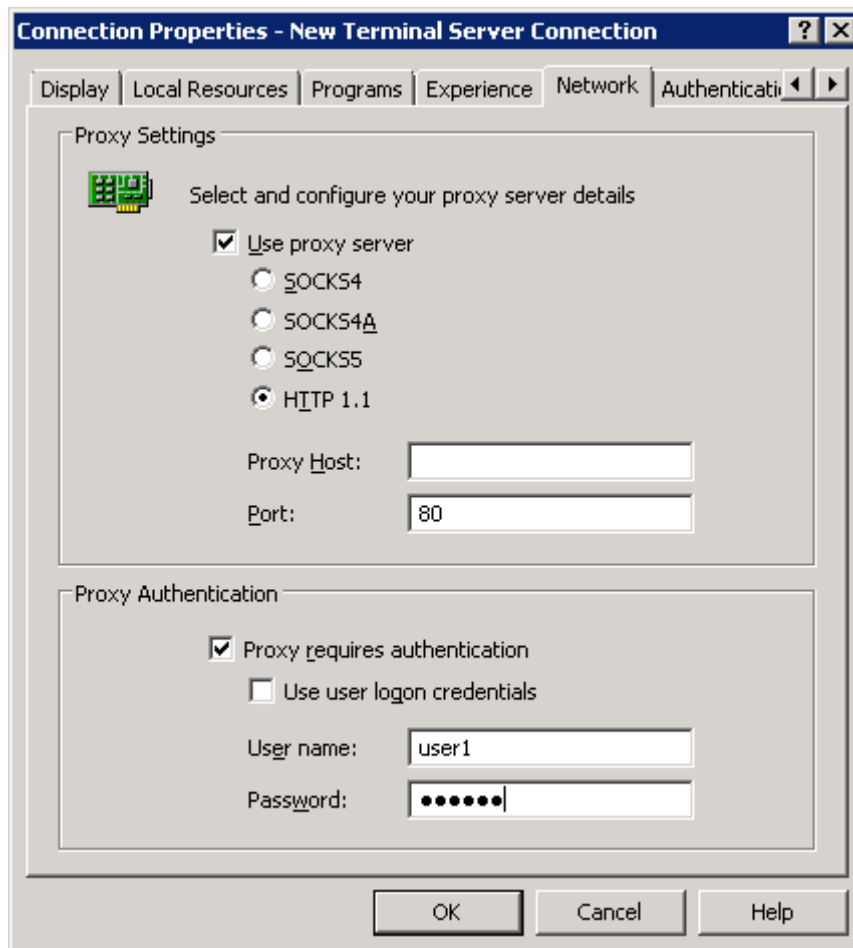 Connection Properties - New Terminal Server Connection
Display Local Resources Programs Experience Network Authenticati
Proxy Settings
Select and configure your proxy server details
Use proxy server
SOCKS4
SOCKS4A
SOCKS5
HTTP 1.1
Proxy Host:
Port: 80
Proxy Authentication
Proxy requires authentication
Use user logon credentials
User name: user1
Password: ●●●●●●
OK Cancel Help